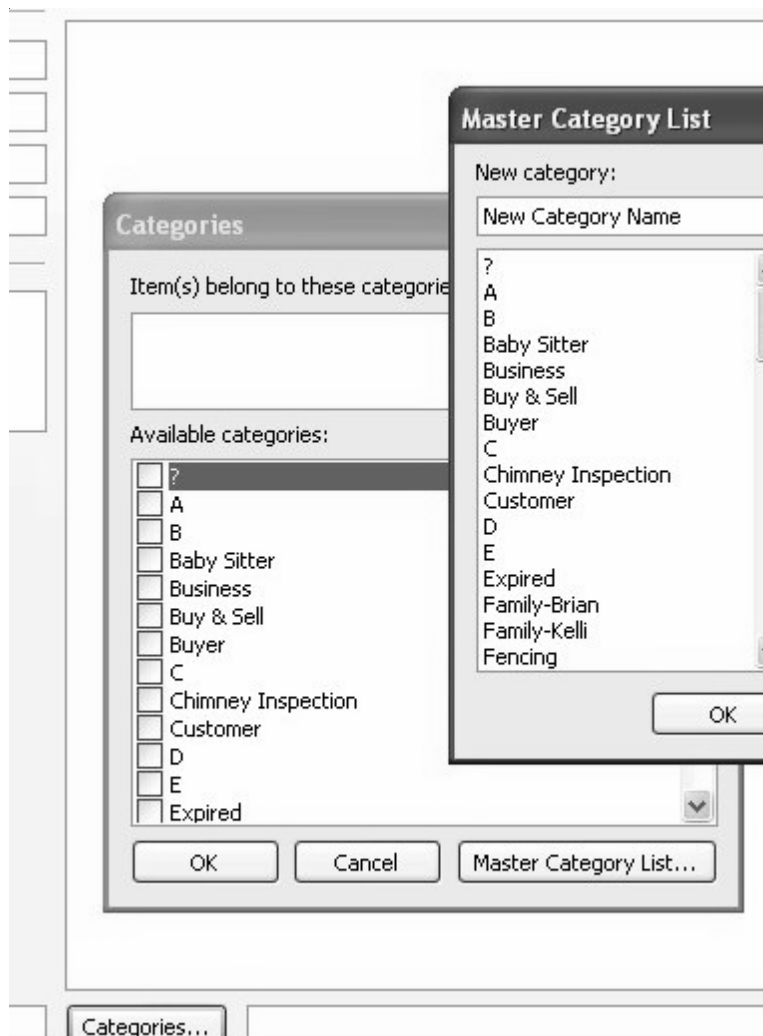 Master Category List
New category:
New Category Name
?
A
B
Baby Sitter
Business
Buy & Sell
Buyer
C
Chimney Inspection
Customer
D
E
Expired
Family-Brian
Family-Kelli
Fencing
OK
Categories
Item(s) belong to these categorie
Available categories:
?
A
B
Baby Sitter
Business
Buy & Sell
Buyer
C
Chimney Inspection
Customer
D
E
Expired
OK Cancel Master Category List...
Categories...